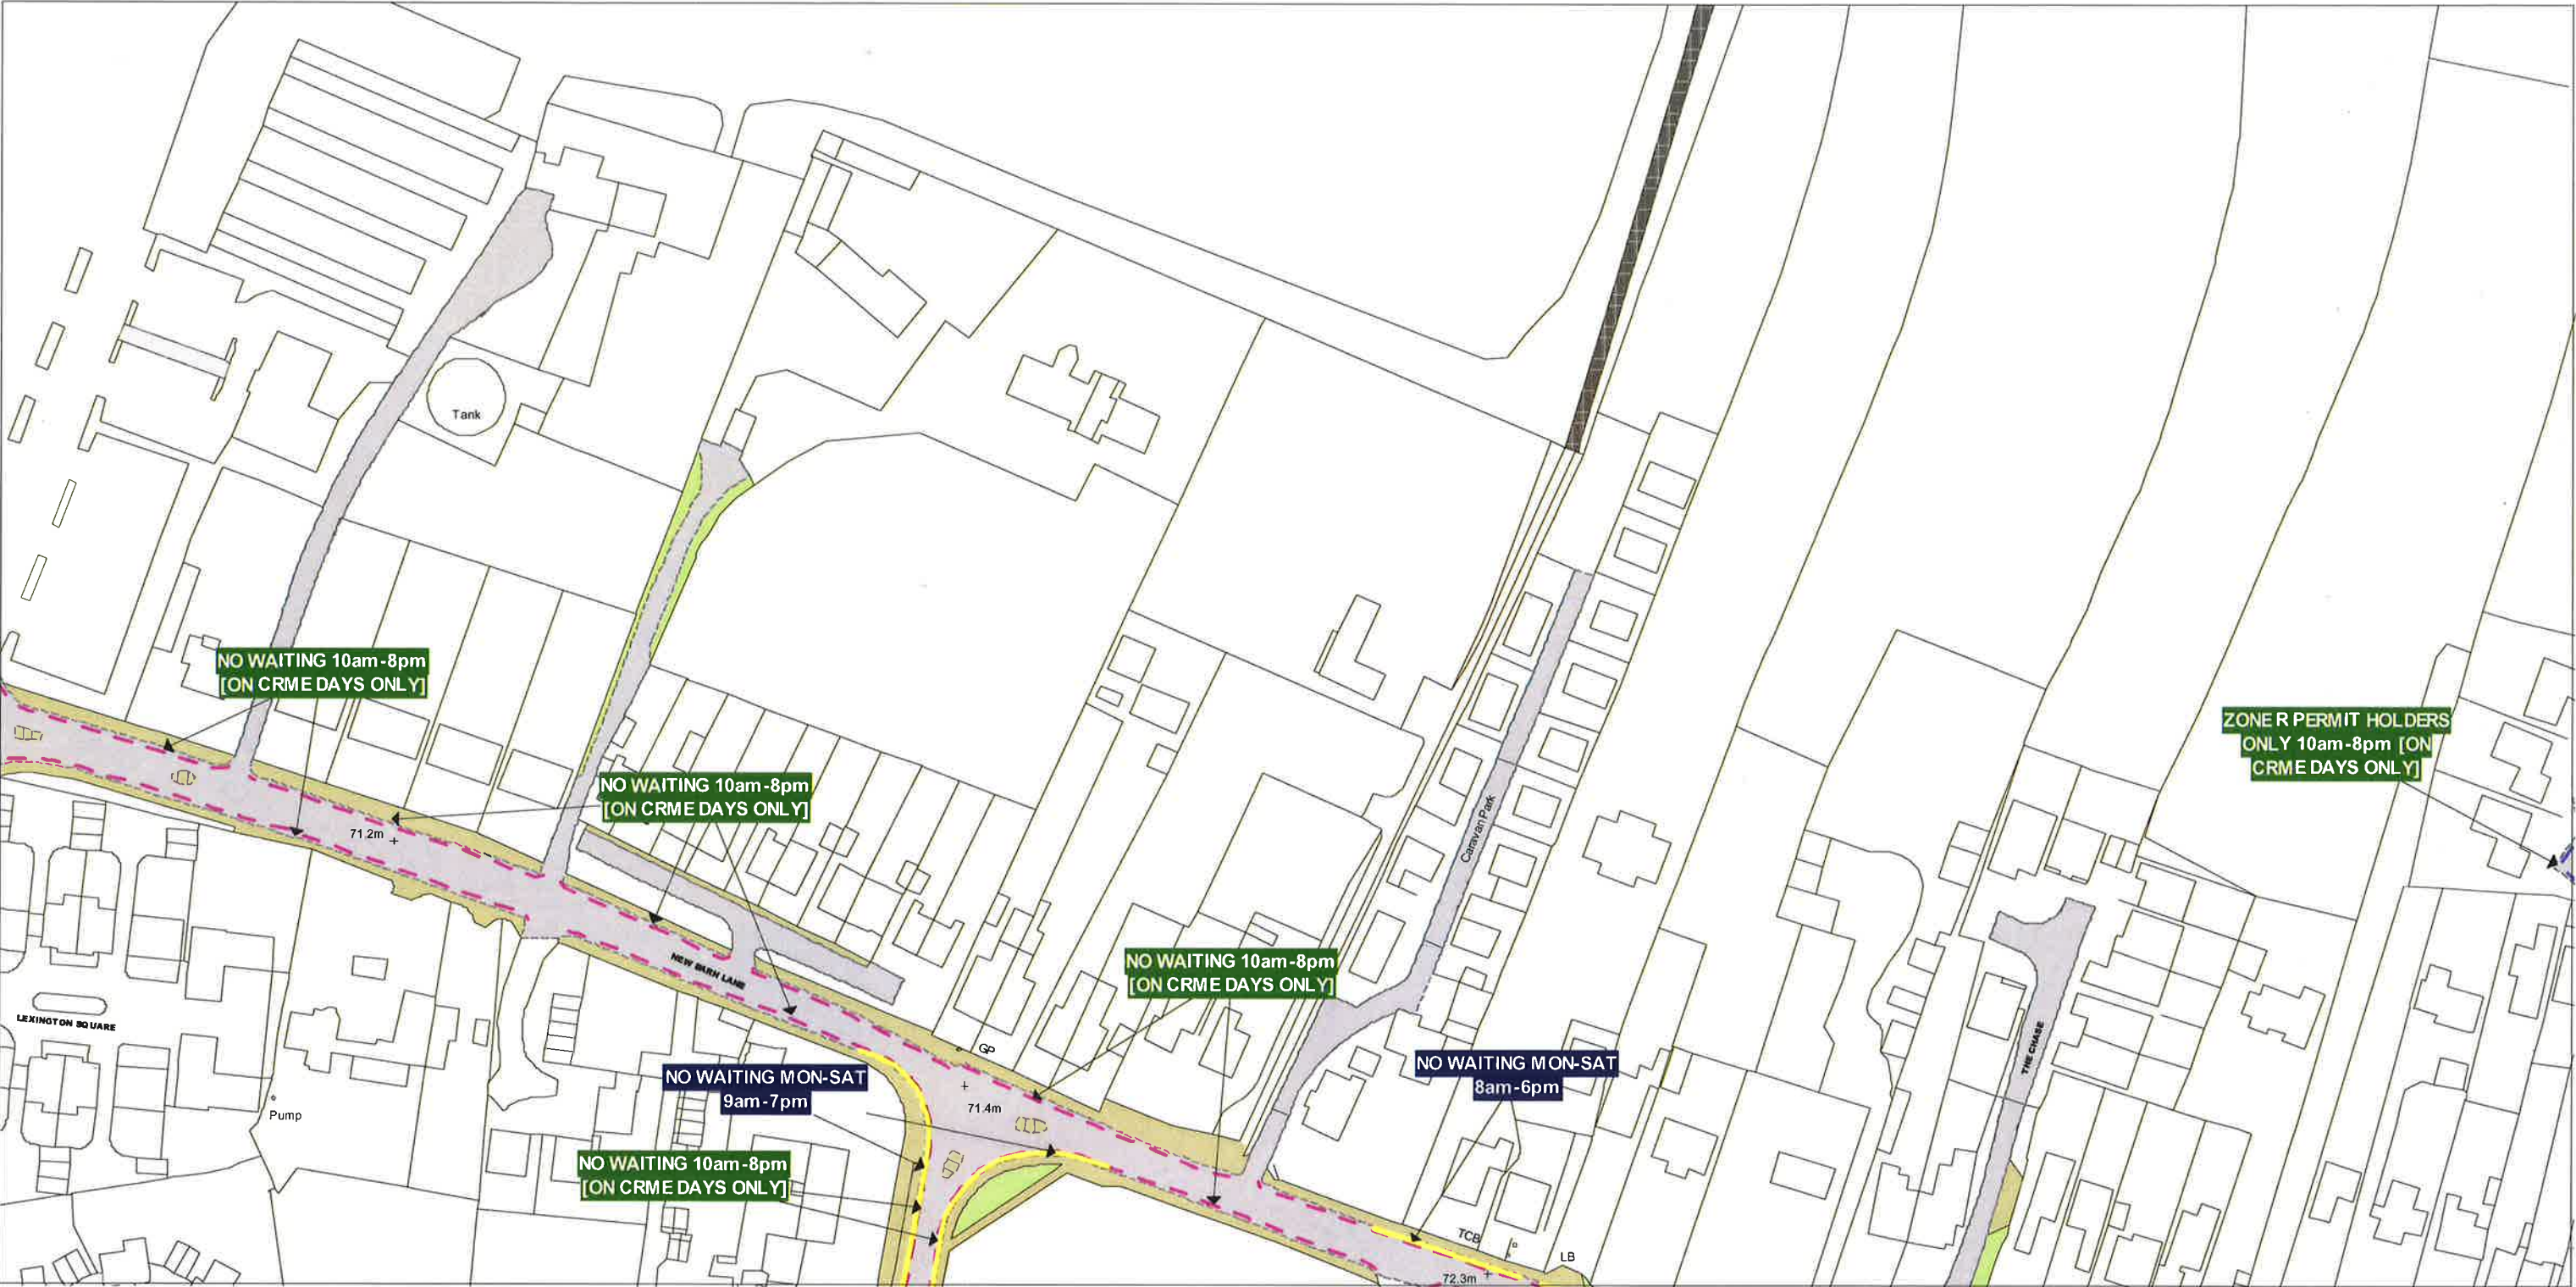 Tank
NO WAITING 10am-8pm
[ON CRME DAYS ONLY]
ZONE R PERMIT HOLDERS
ONLY 10am-8pm [ON
CRME DAYS ONLY]
NO WAITING 10am-8pm
[ON CRME DAYS ONLY]
71.2m
Caravan Park
NEW BARN LANE
NO WAITING 10am-8pm
[ON CRME DAYS ONLY]
LEXINGTON SQUARE
THE CHASE
GP
NO WAITING MON-SAT
9am-7pm
NO WAITING MON-SAT
8am-6pm
71.4m
Pump
NO WAITING 10am-8pm
[ON CRME DAYS ONLY]
TCB
LB
72.3m